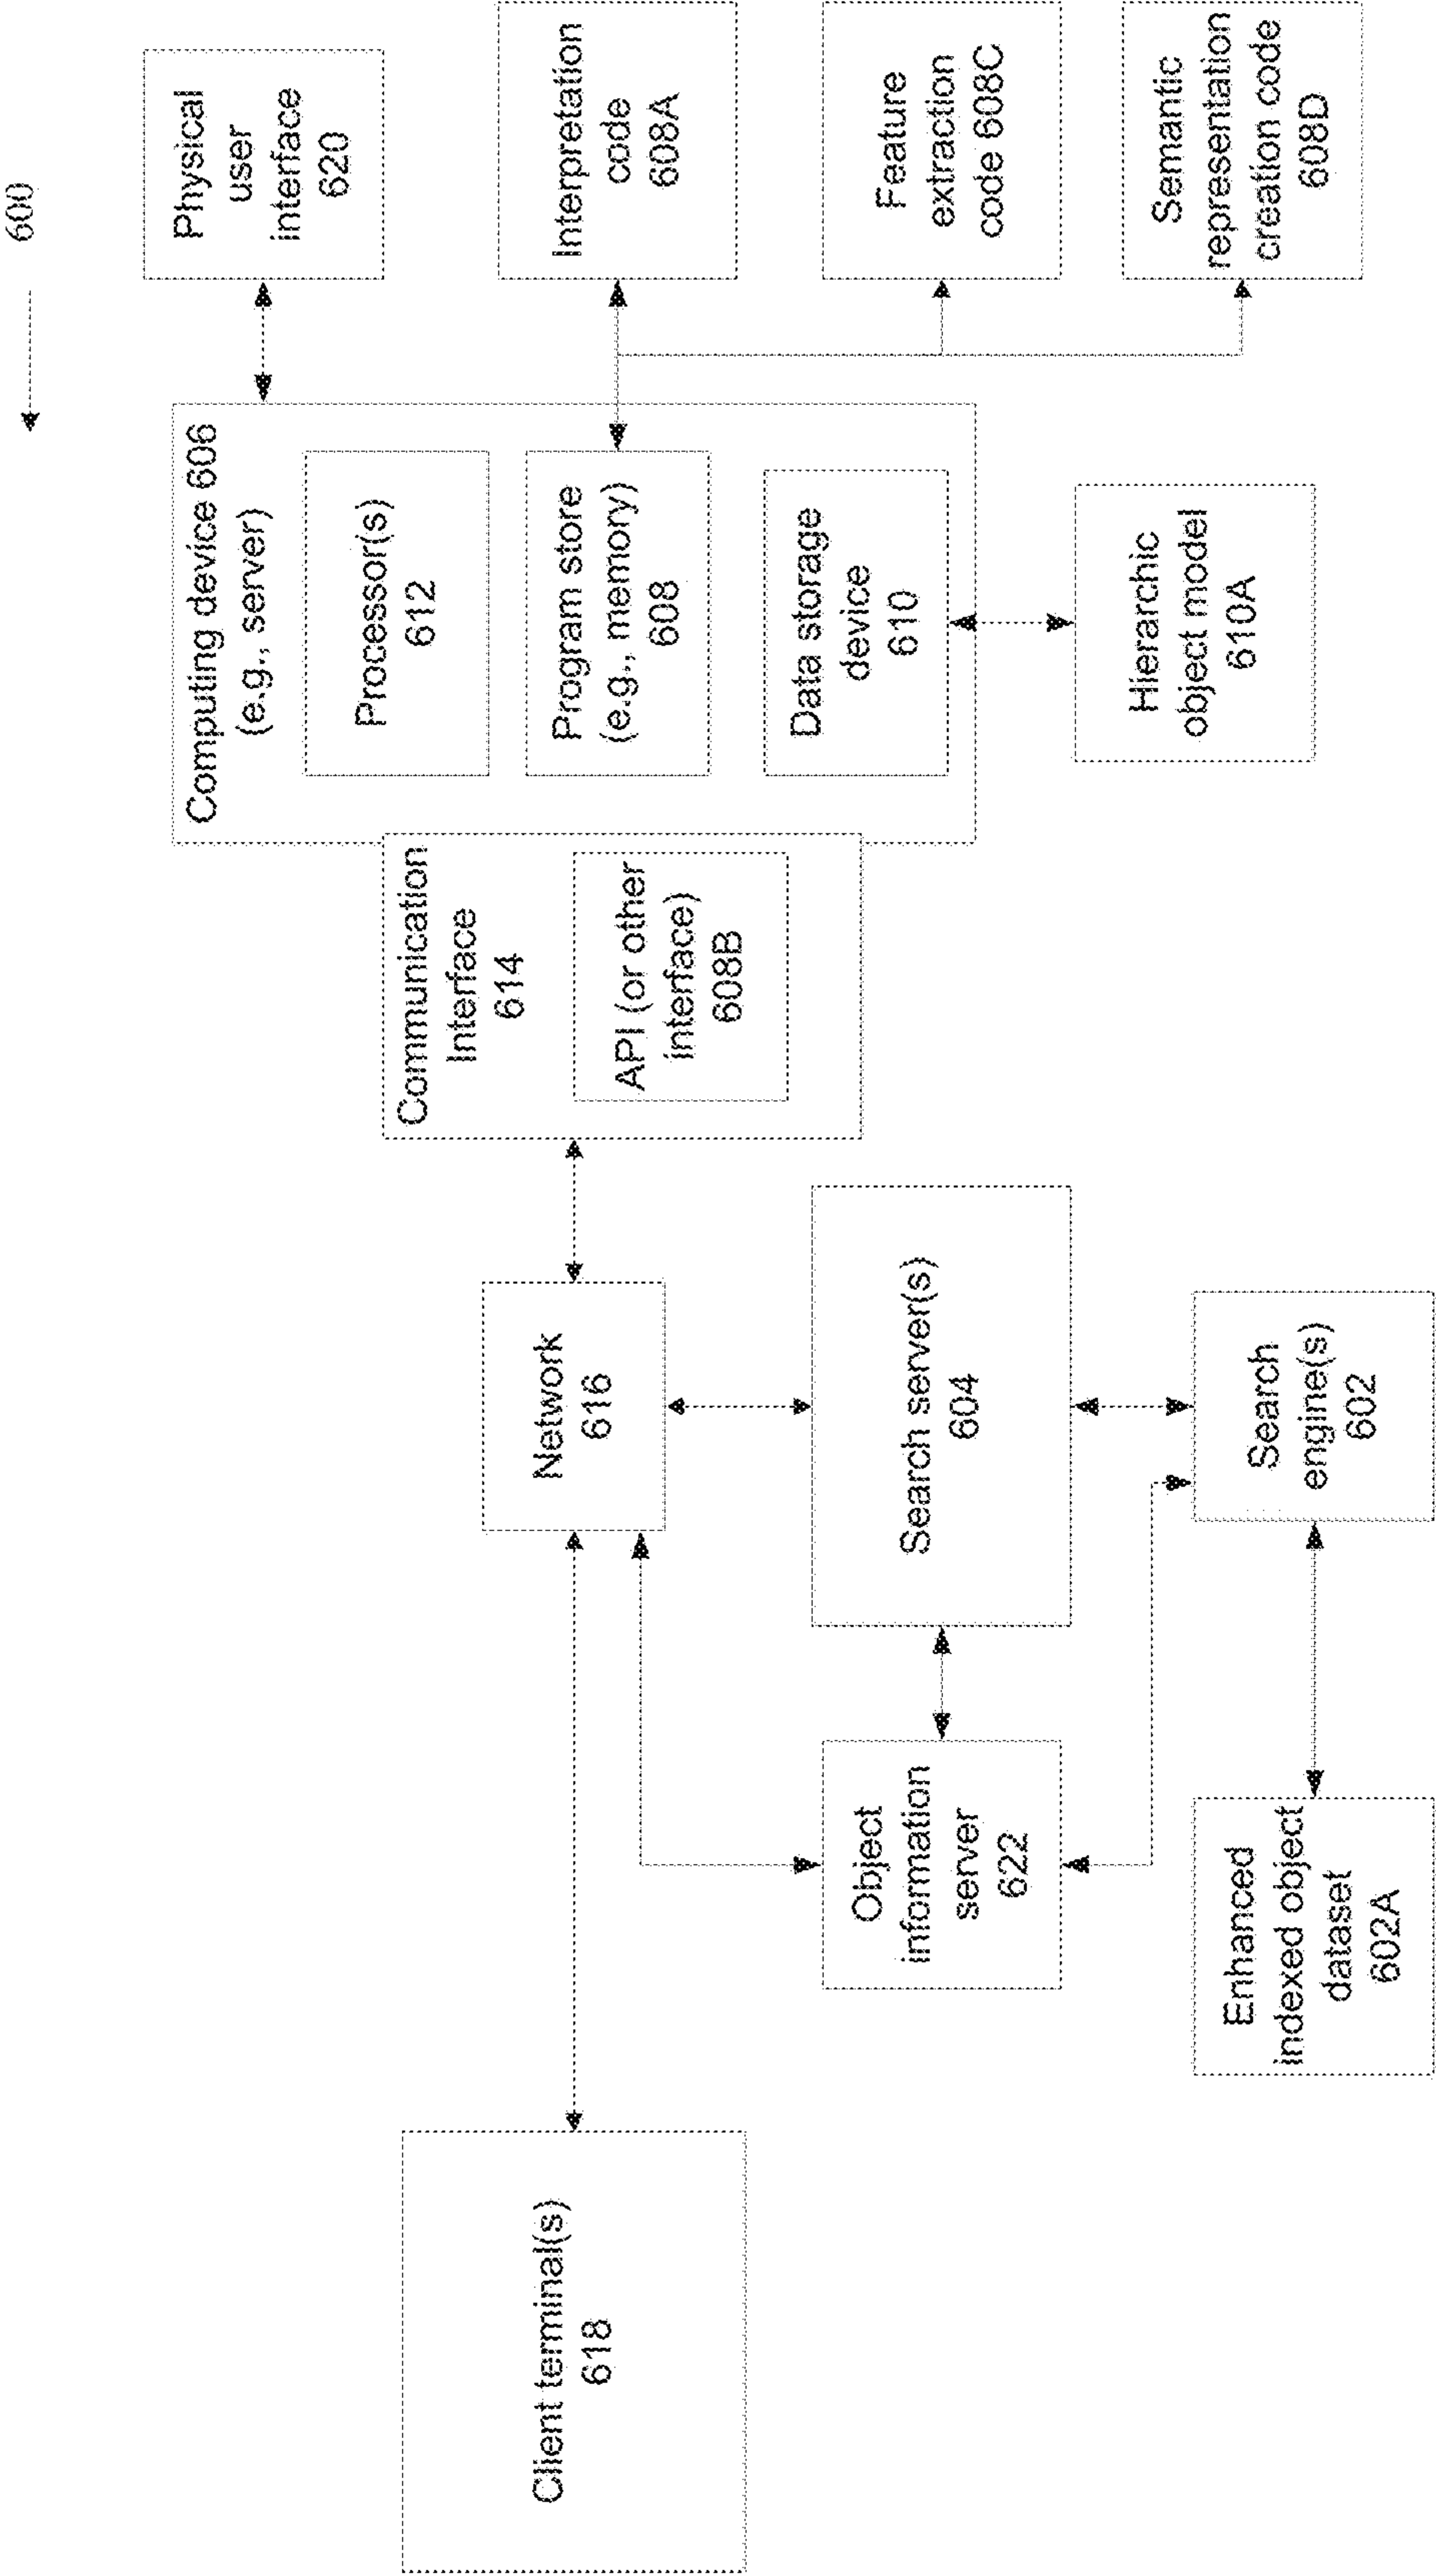 600
Physical
user
interface
620
Interpretation
code
608A
Feature
extraction
code 608C
Semantic
representation
creation code
608D
Computing device 606
(e.g., server)
Processor(s)
612
Program store
(e.g., memory)
608
Data storage
device
610
Hierarchic
object model
610A
Communication
Interface
614
API (or other
interface)
608B
Network
616
Search server(s)
604
Search
engine(s)
602
Object
information
server
622
Enhanced
indexed object
dataset
602A
Client terminal(s)
618